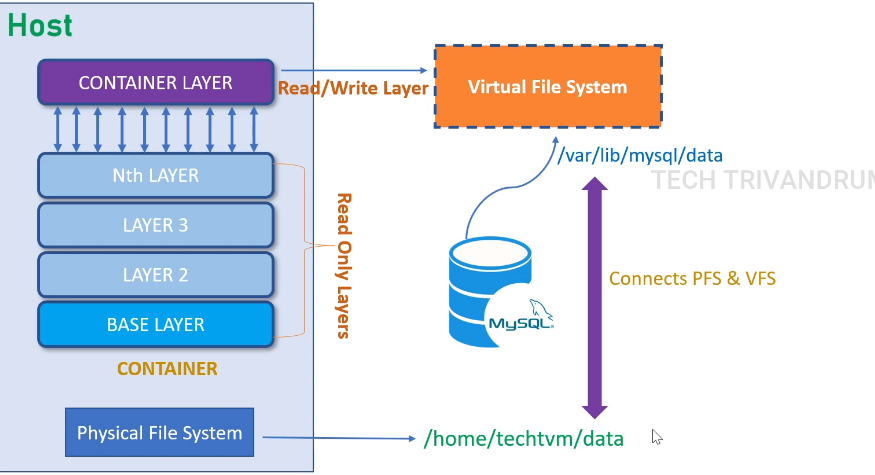 Host
CONTAINER LAYER
Read/Write Layer
Virtual File System
/var/lib/mysql/data
TECH TRIVANDRUM
Nth LAYER
LAYER 3
LAYER 2
BASE LAYER
Read Only Layers
CONTAINER
MySQL
Connects PFS & VFS
Physical File System
/home/techtvm/data